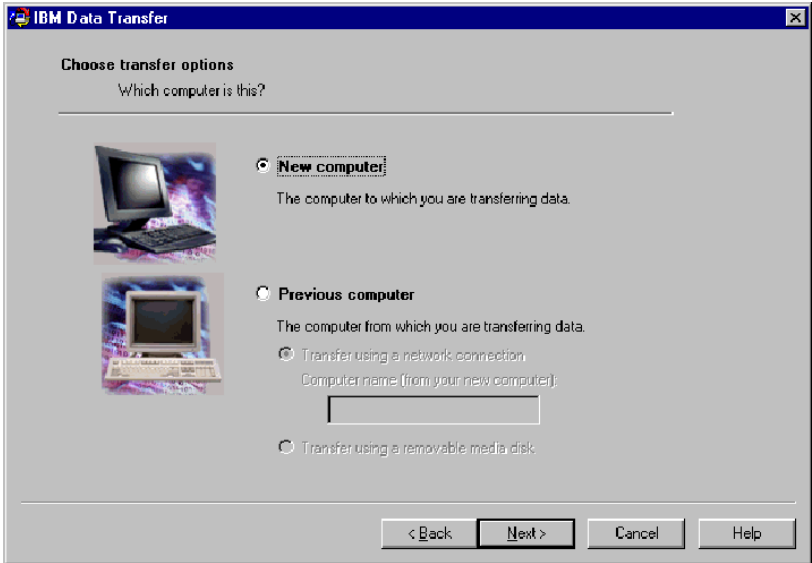 IBM Data Transfer
Choose transfer options
Which computer is this?
New computer
The computer to which you are transferring data.
Previous computer
The computer from which you are transferring data.
Transfer using a network connection
Computer name (from your new computer):
Transfer using a removable media disk
< Back
Next >
Cancel
Help